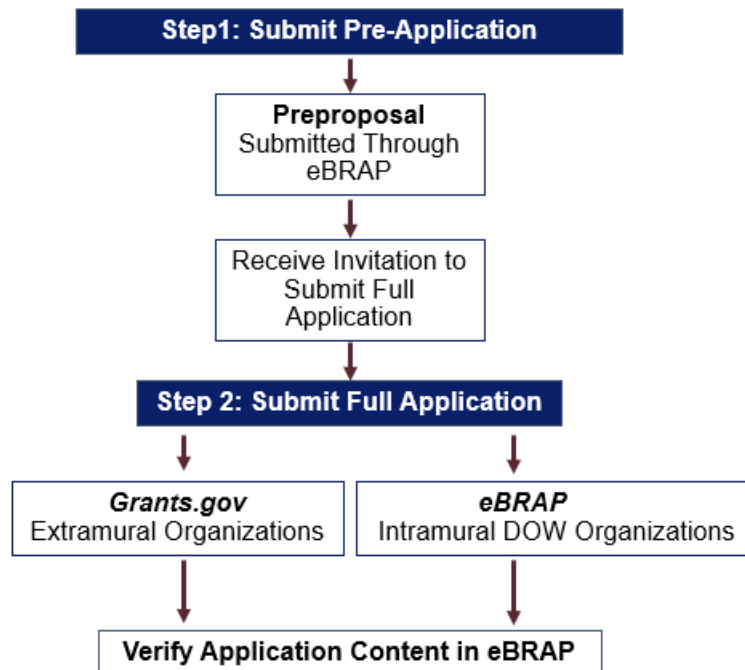 Step1: Submit Pre-Application
Preproposal
Submitted Through
eBRAP
Receive Invitation to
Submit Full
Application
Step 2: Submit Full Application
Grants.gov
Extramural Organizations
eBRAP
Intramural DOW Organizations
Verify Application Content in eBRAP